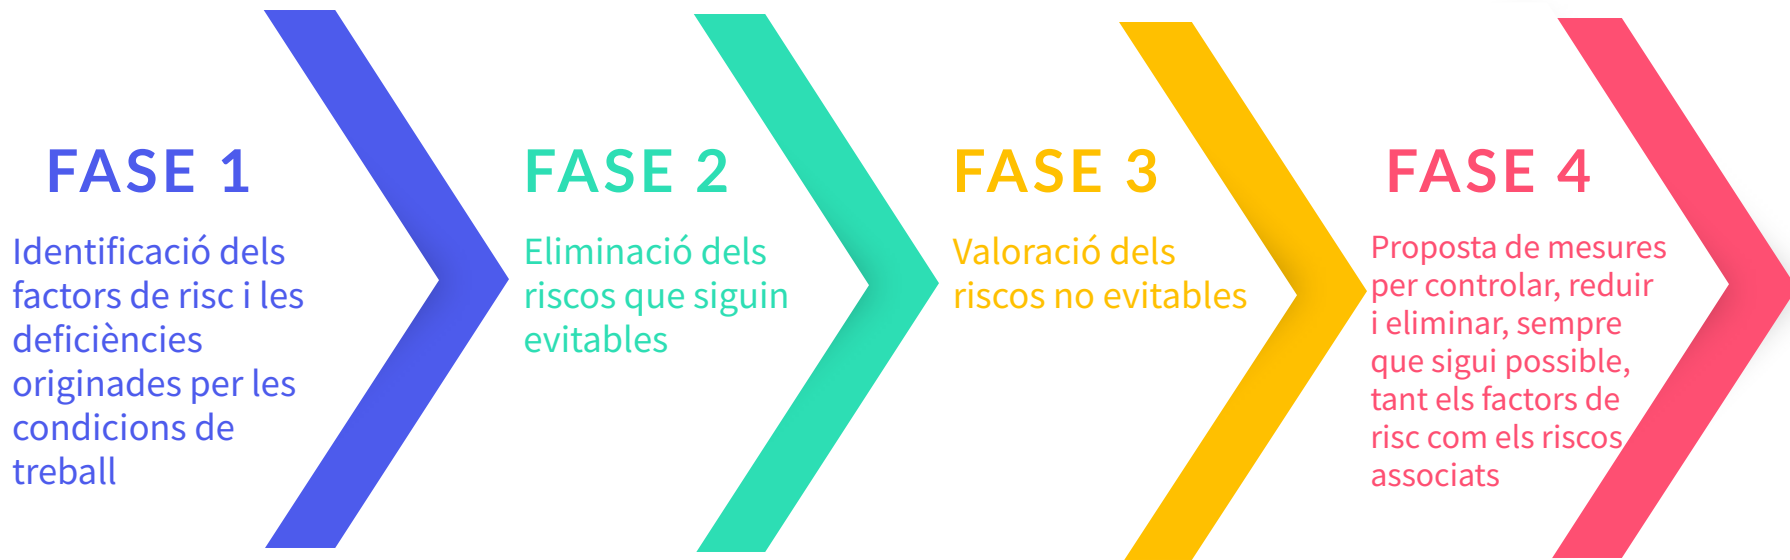 FASE 1
Identificació dels
factors de risc i les
deficiències
originades per les
condicions de
treball
FASE 2
Eliminació dels
riscos que siguin
evitables
FASE 3
Valoració dels
riscos no evitables
FASE 4
Proposta de mesures
per controlar, reduir
i eliminar, sempre
que sigui possible,
tant els factors de
risc com els riscos
associats